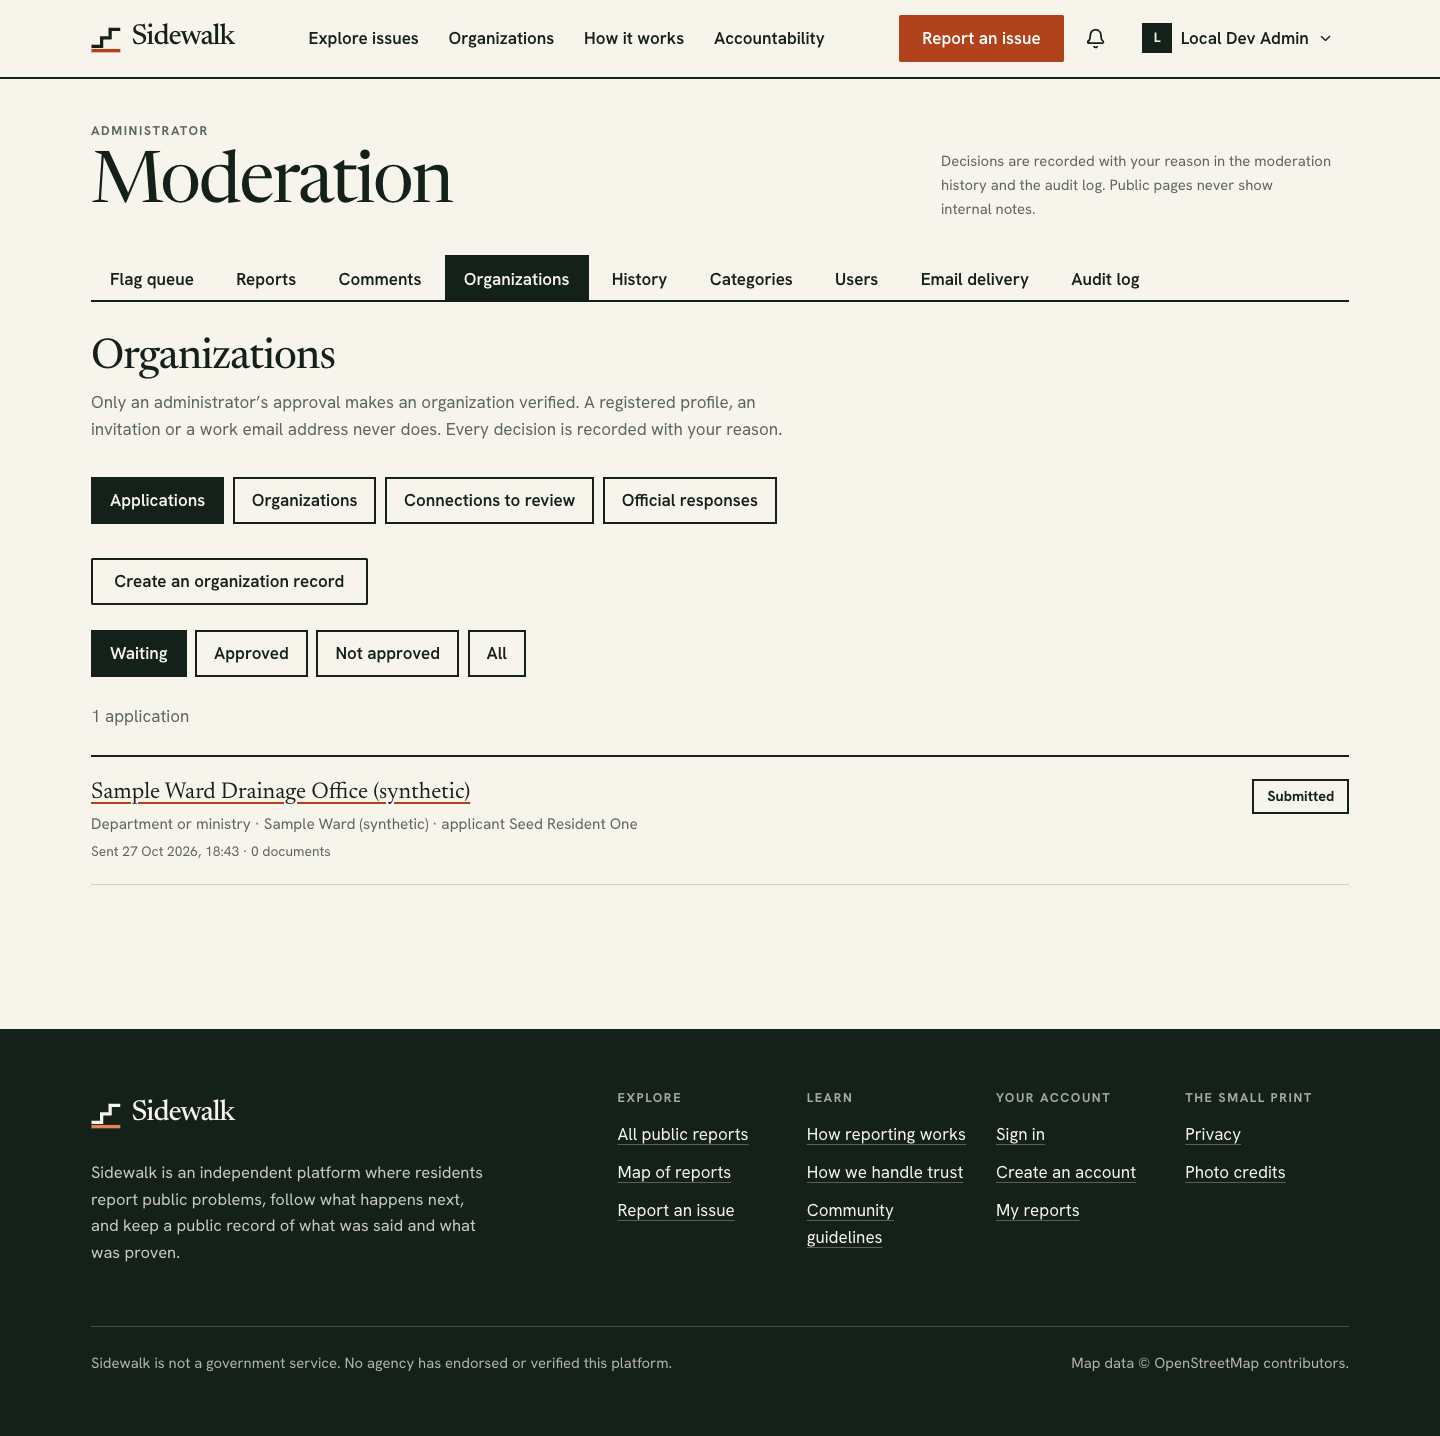 Sidewalk
Explore issues
Organizations
How it works
Accountability
Report an issue
L
Local Dev Admin
ADMINISTRATOR
Moderation
Decisions are recorded with your reason in the moderation
history and the audit log. Public pages never show
internal notes.
Flag queue
Reports
Comments
Organizations
History
Categories
Users
Email delivery
Audit log
Organizations
Only an administrator’s approval makes an organization verified. A registered profile, an
invitation or a work email address never does. Every decision is recorded with your reason.
Applications
Organizations
Connections to review
Official responses
Create an organization record
Waiting
Approved
Not approved
All
1 application
Sample Ward Drainage Office (synthetic)
Submitted
Department or ministry · Sample Ward (synthetic) · applicant Seed Resident One
Sent 27 Oct 2026, 18:43 · 0 documents
Sidewalk
Sidewalk is an independent platform where residents
report public problems, follow what happens next,
and keep a public record of what was said and what
was proven.
EXPLORE
All public reports
Map of reports
Report an issue
LEARN
How reporting works
How we handle trust
Community
guidelines
YOUR ACCOUNT
Sign in
Create an account
My reports
THE SMALL PRINT
Privacy
Photo credits
Sidewalk is not a government service. No agency has endorsed or verified this platform.
Map data © OpenStreetMap contributors.